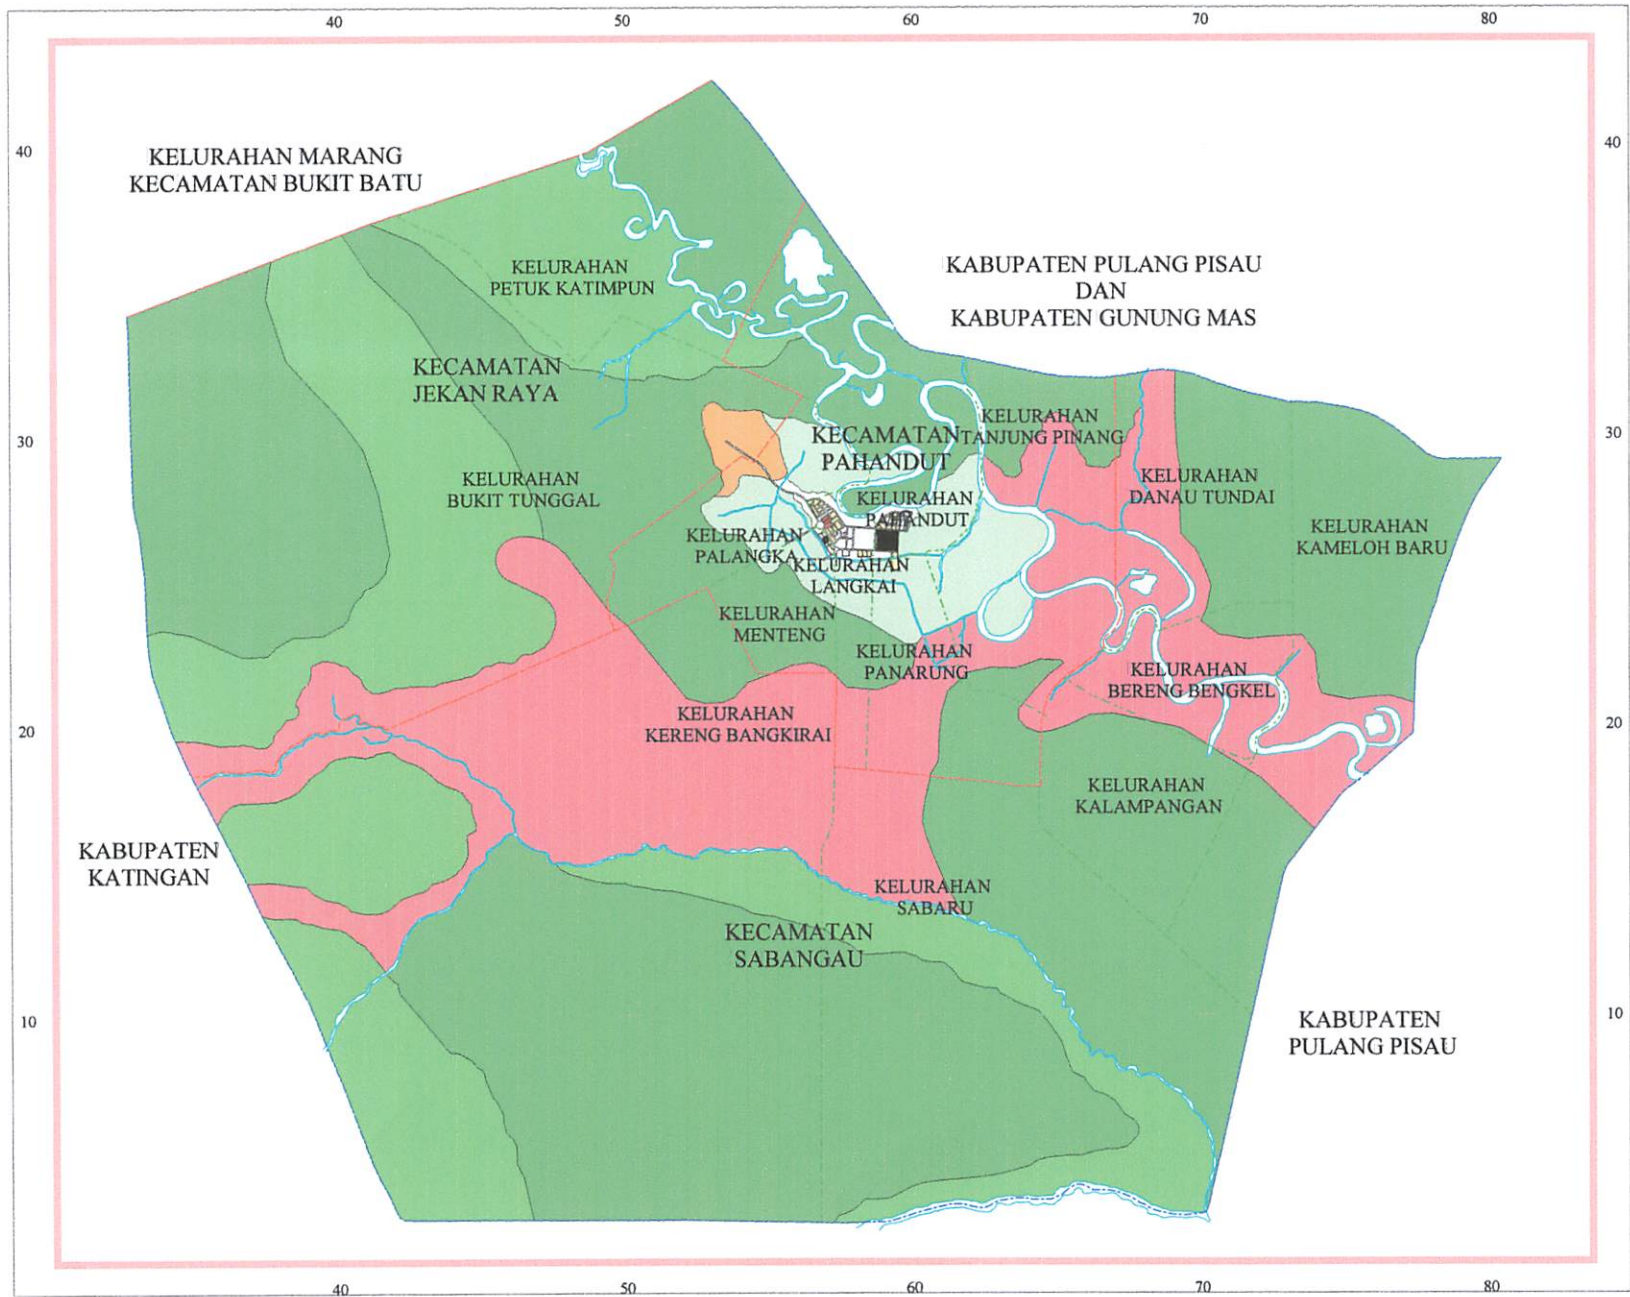 40
50
60
70
80
40
40
KELURAHAN MARANG
KECAMATAN BUKIT BATU
KELURAHAN
PETUK KATIMPUN
KABUPATEN PULANG PISAU
DAN
KABUPATEN GUNUNG MAS
KECAMATAN
JEKAN RAYA
30
30
KECAMATAN
PAHANDUT
KELURAHAN
TANJUNG PINANG
KELURAHAN
BUKIT TUNGGAL
KELURAHAN
PAHANDUT
KELURAHAN
DANAU TUNDAI
KELURAHAN
KAMELOH BARU
KELURAHAN
PALANGKA
KELURAHAN
LANGKAI
KELURAHAN
MENTENG
KELURAHAN
PANARUNG
KELURAHAN
BERENG BENGKEL
20
20
KELURAHAN
KERENG BANGKIRAI
KELURAHAN
KALAMPANGAN
KABUPATEN
KATINGAN
KELURAHAN
SABARU
KECAMATAN
SABANGAU
10
10
KABUPATEN
PULANG PISAU
40
50
60
70
80